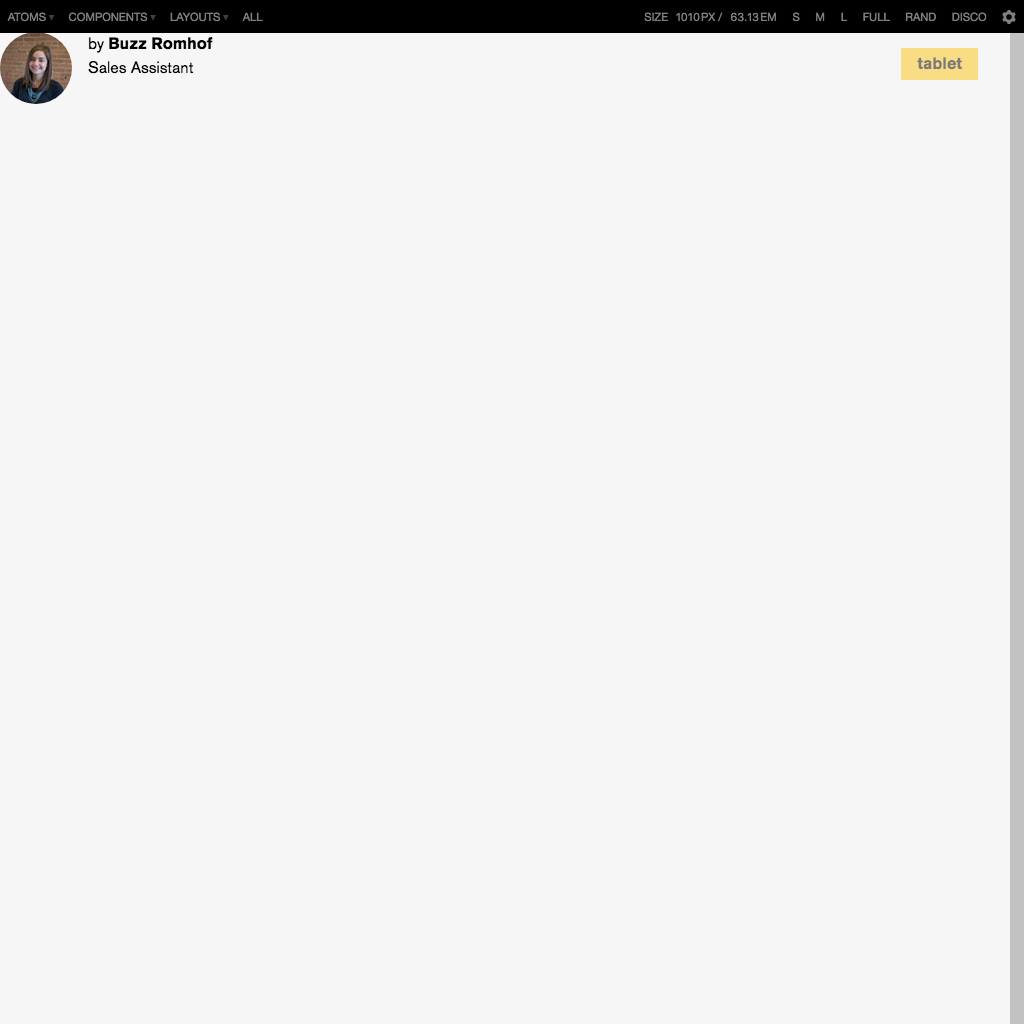 ATOMS ▾ COMPONENTS ▾ LAYOUTS ▾ ALL SIZE 1010PX / 63.13EM S M L FULL RAND DISCO
by Buzz Romhof
Sales Assistant
tablet